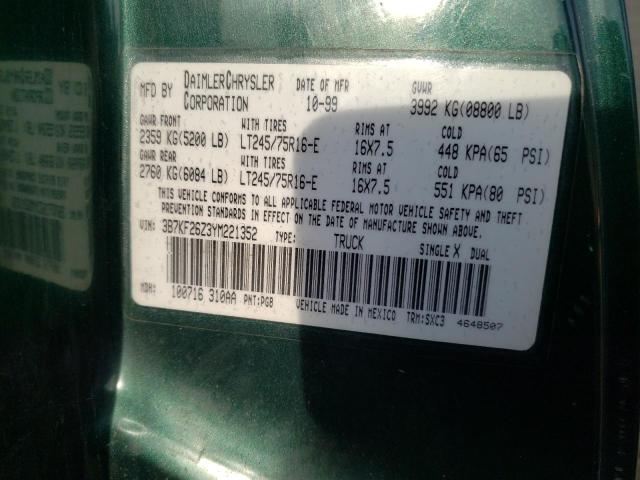 MFD BY DAIMLERCHRYSLER CORPORATION DATE OF MFR 10-99 GVWR 3992 KG(08800 LB)
GAWR FRONT WITH TIRES RIMS AT COLD
2359 KG(5200 LB) LT245/75R16-E 16X7.5 448 KPA(65 PSI)
GAWR REAR WITH TIRES RIMS AT COLD
2760 KG(6084 LB) LT245/75R16-E 16X7.5 551 KPA(80 PSI)
THIS VEHICLE CONFORMS TO ALL APPLICABLE FEDERAL MOTOR VEHICLE SAFETY AND THEFT
PREVENTION STANDARDS IN EFFECT ON THE DATE OF MANUFACTURE SHOWN ABOVE.
VIN: 3B7KF26Z3YM221352 TYPE: TRUCK SINGLE X DUAL
MDH: 100716 310AA PNT:PG8 VEHICLE MADE IN MEXICO TRM:SXC3 4648507